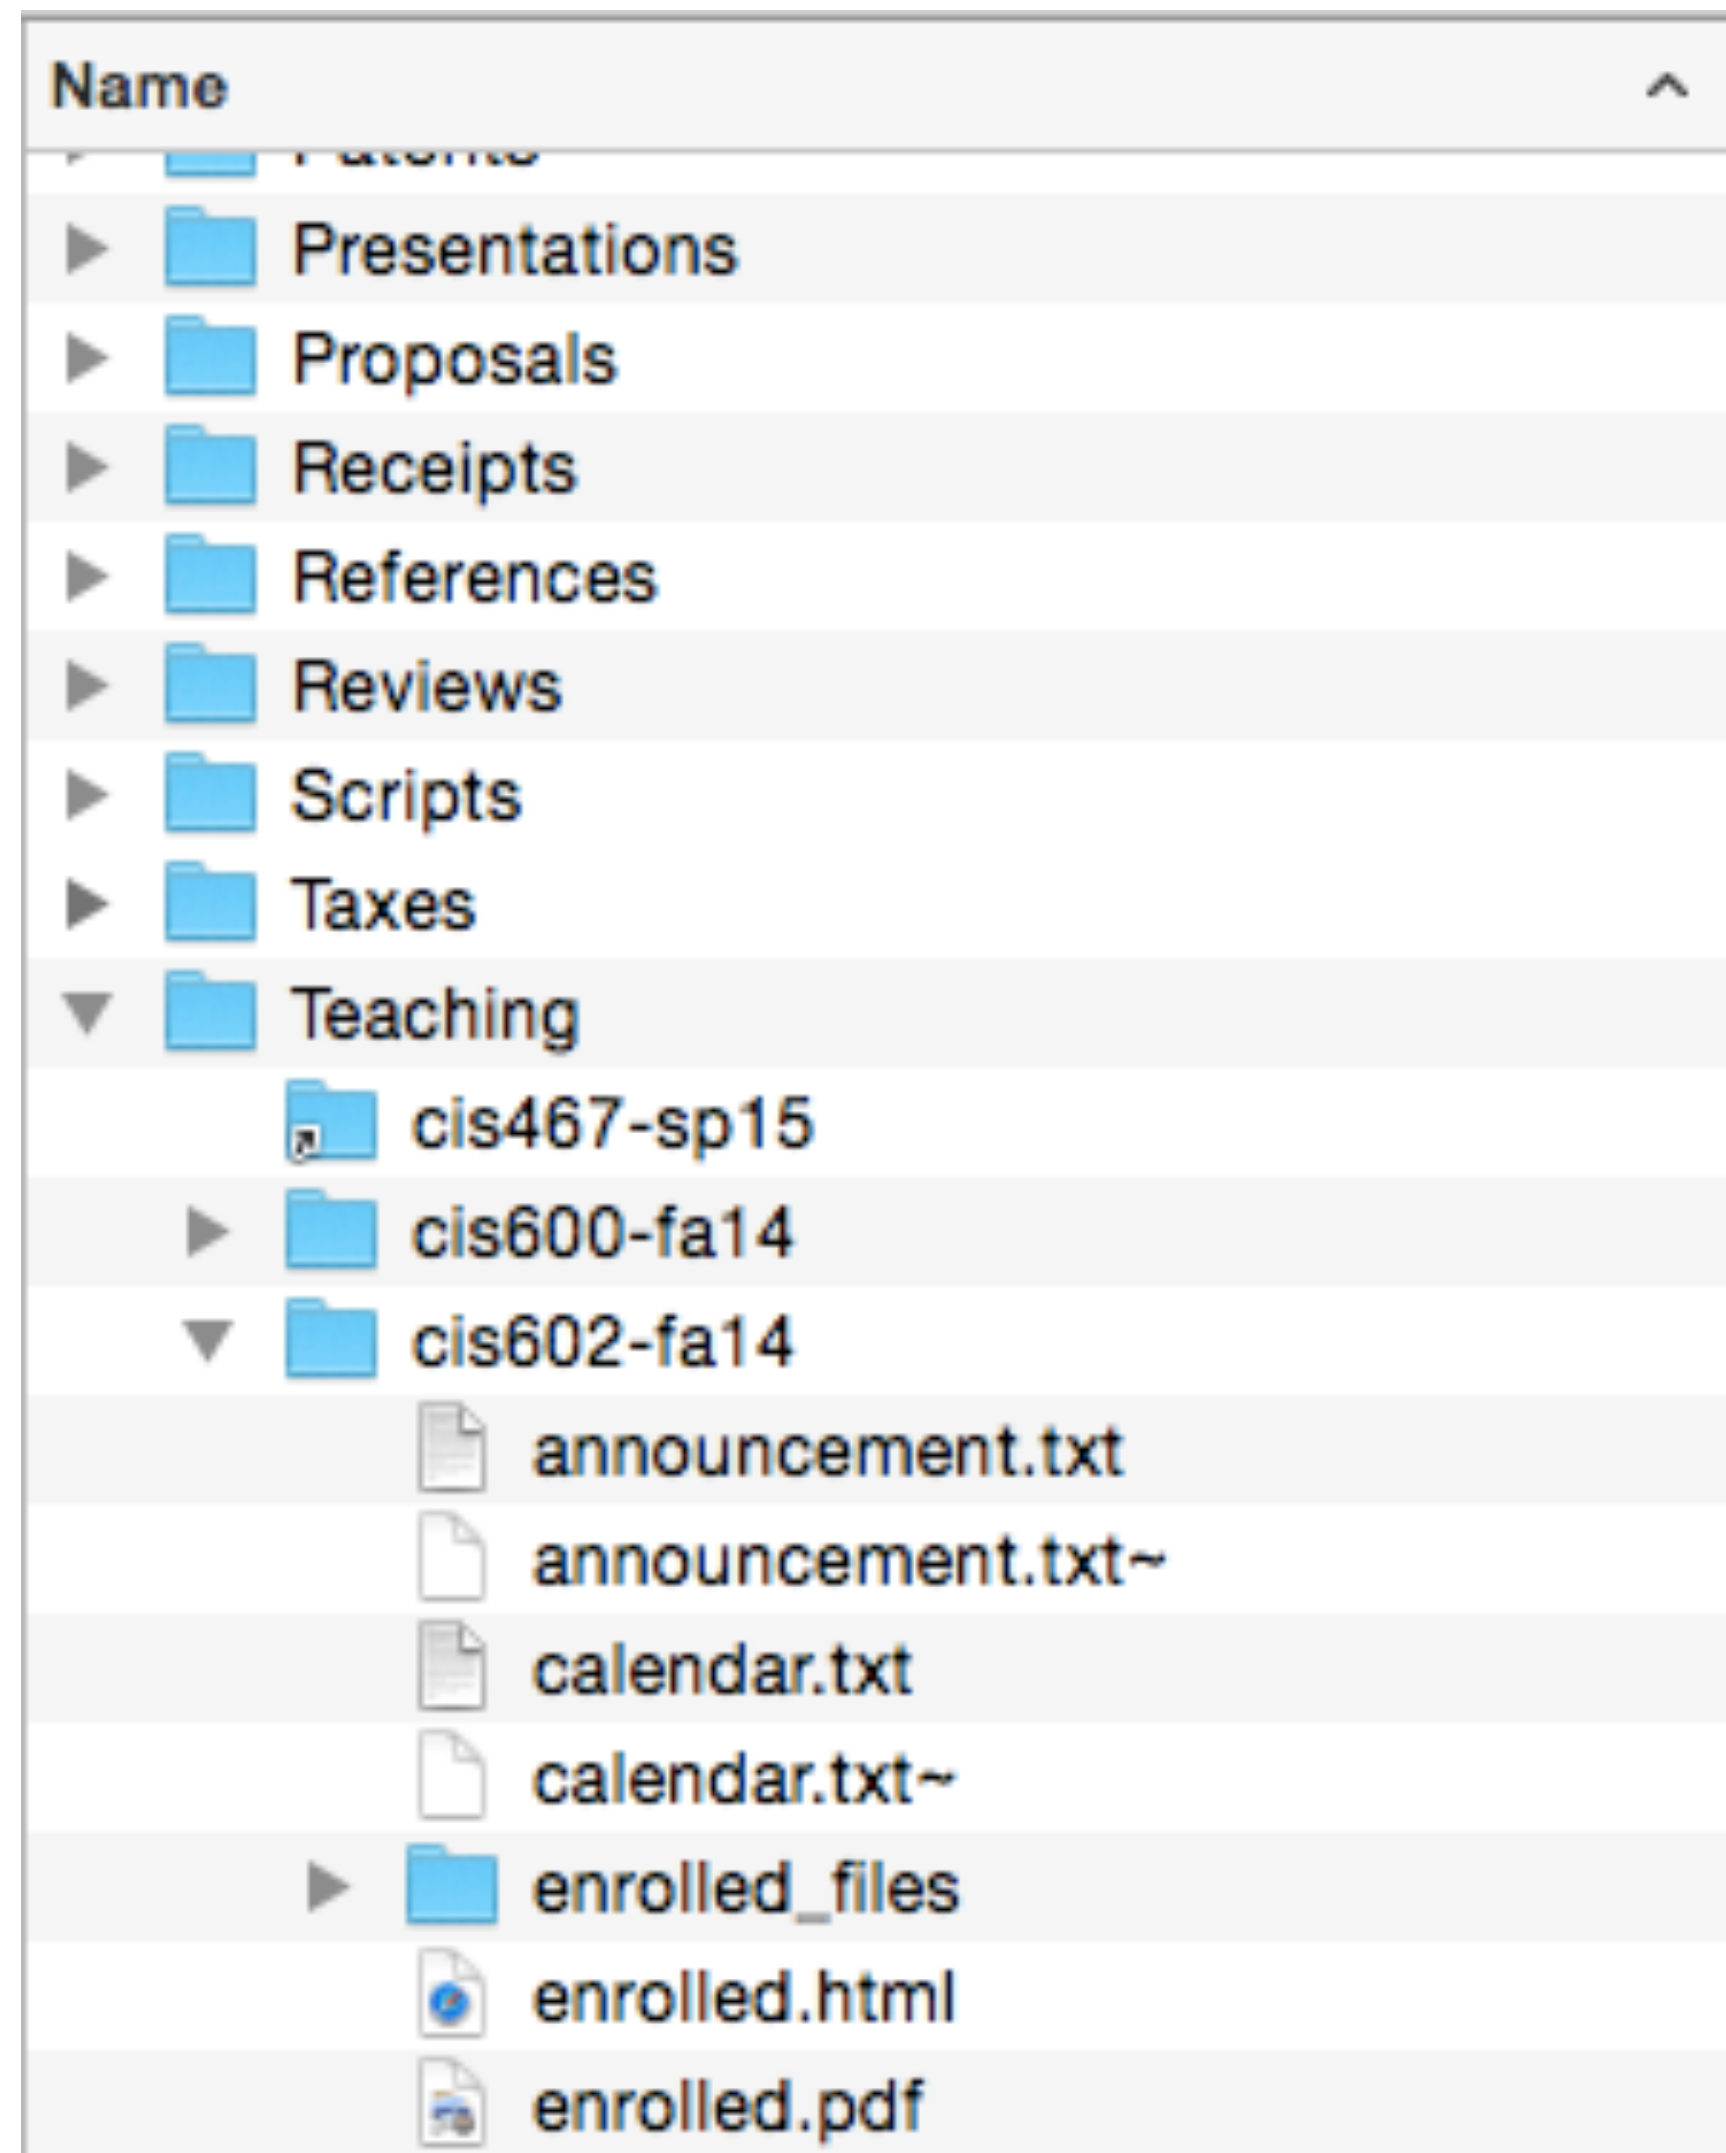 Name
Patents
Presentations
Proposals
Receipts
References
Reviews
Scripts
Taxes
Teaching
cis467-sp15
cis600-fa14
cis602-fa14
announcement.txt
announcement.txt~
calendar.txt
calendar.txt~
enrolled_files
enrolled.html
enrolled.pdf